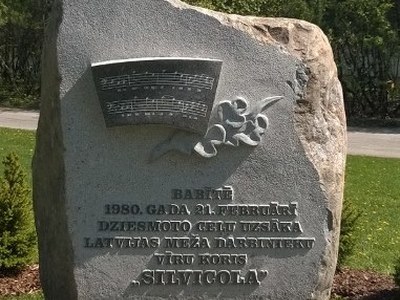 BABĪTĒ
1980. GADA 21. FEBRUĀRĪ
DZIESMOTO CEĻU UZSĀKA
LATVIJAS MEŽA DARBINIEKU
VĪRU KORIS
„SILVICOLA”